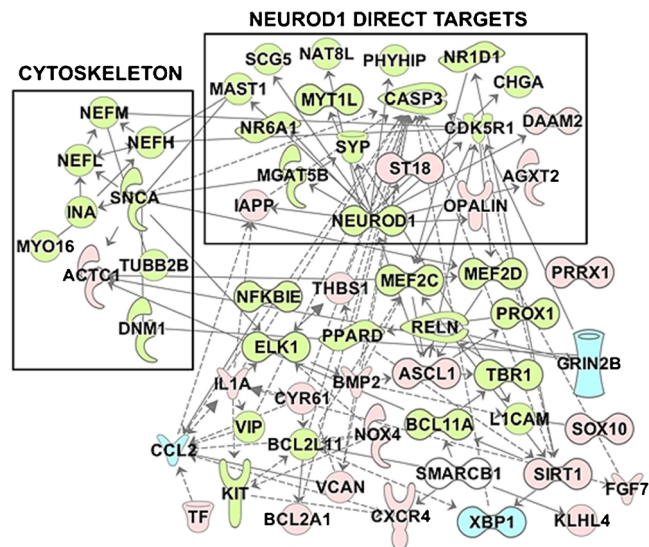 NEUROD1 DIRECT TARGETS
CYTOSKELETON
SCG5 NAT8L PHYHIP NR1D1
MAST1 MYT1L CASP3 CHGA
NEFM NR6A1 SYP CDK5R1 DAAM2
NEFH
NEFL MGAT5B ST18 AGXT2
SNCA
INA IAPP NEUROD1 OPALIN
MYO16
ACTC1 TUBB2B THBS1 MEF2C MEF2D PRRX1
NFKBIE
DNM1 PPARD RELN PROX1
ELK1 GRIN2B
IL1A BMP2 ASCL1 TBR1
CYR61
VIP NOX4 BCL11A L1CAM SOX10
CCL2 BCL2L11
SMARCB1 SIRT1
KIT VCAN FGF7
TF BCL2A1 CXCR4 XBP1 KLHL4